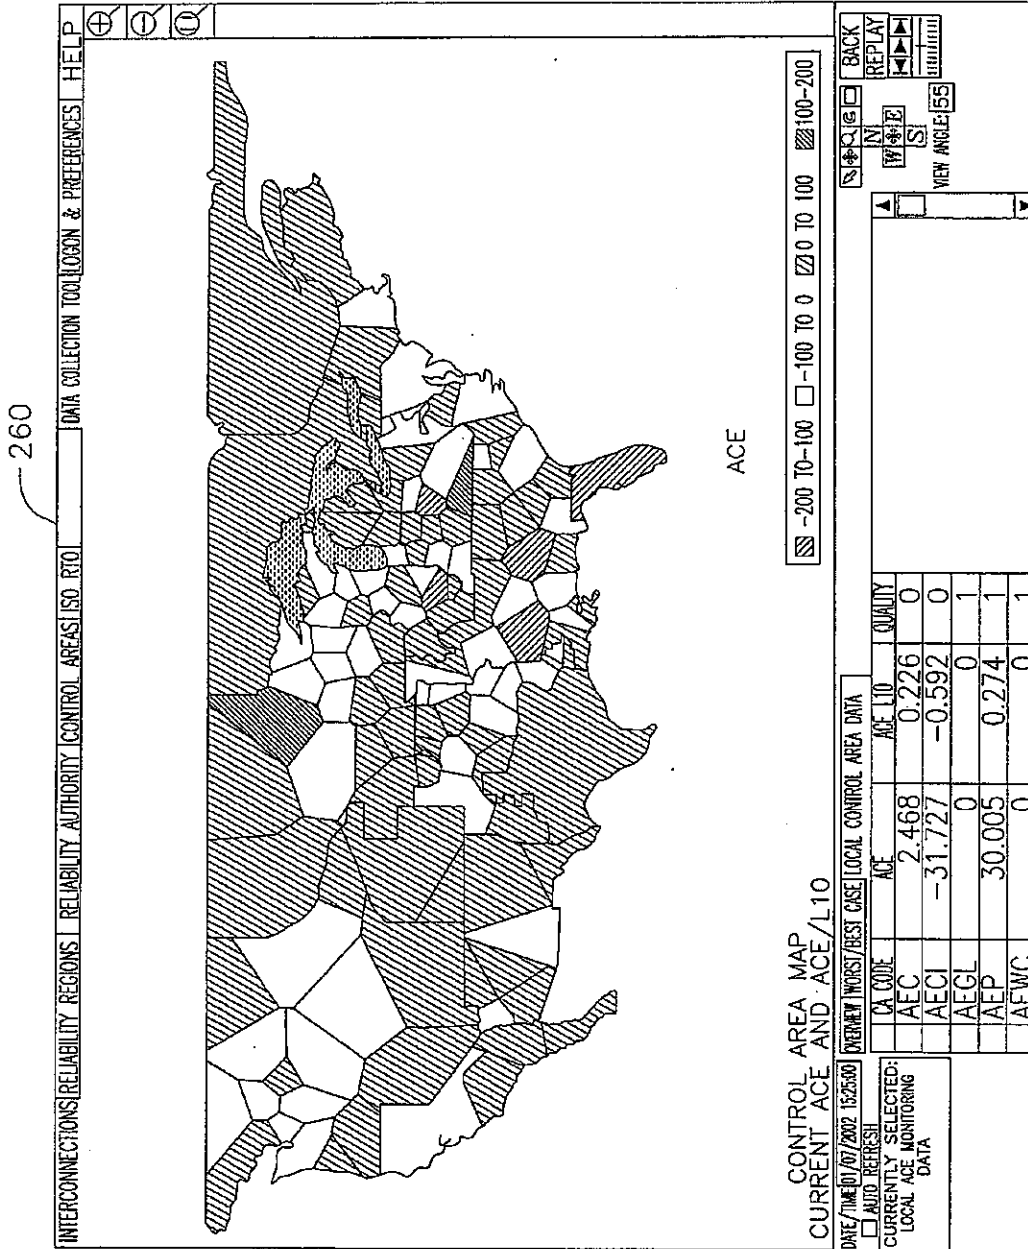 260
INTERCONNECTIONS RELIABILITY REGIONS RELIABILITY AUTHORITY CONTROL AREAS ISO RTO DATA COLLECTION TOOL LOGON & PREFERENCES HELP
ACE
-200 TO-100 -100 TO 0 0 TO 100 100-200
CONTROL AREA MAP
CURRENT ACE AND ACE/L10
DATE/TIME 01/07/2002 15:25:00
AUTO REFRESH
CURRENTLY SELECTED:
LOCAL ACE MONITORING
DATA
OVERVIEW WORST/BEST CASE LOCAL CONTROL AREA DATA
CA CODE ACE ACE L10 QUALITY
AEC 2.468 0.226 0
AECI -31.727 -0.592 0
AEGL 0 0 1
AEP 30.005 0.274 1
AEWC 0 0 1
N
W E
S
VIEW ANGLE: 55
BACK
REPLAY